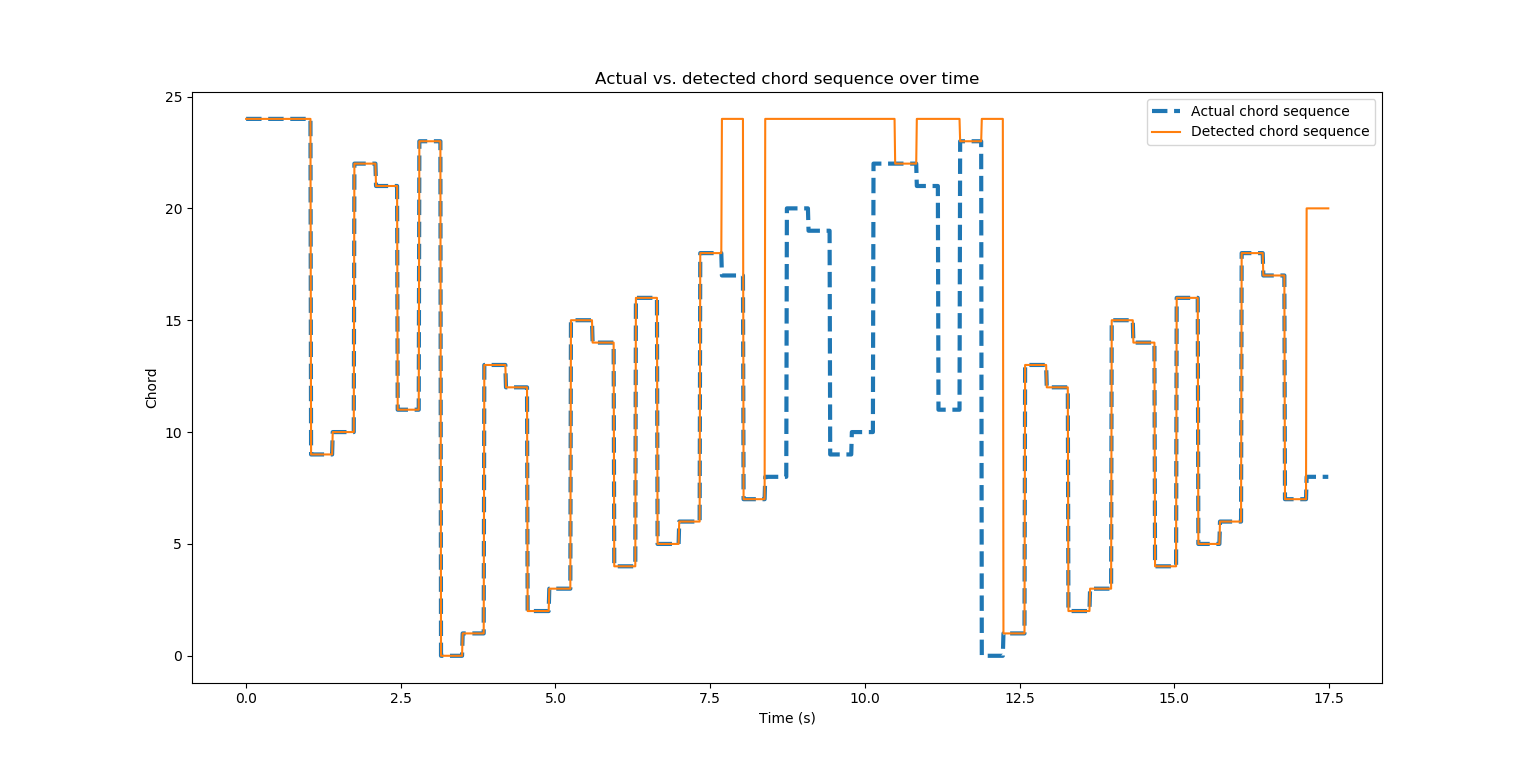 Actual vs. detected chord sequence over time
Actual chord sequence
Detected chord sequence
Chord
25
20
15
10
5
0
0.0 2.5 5.0 7.5 10.0 12.5 15.0 17.5
Time (s)